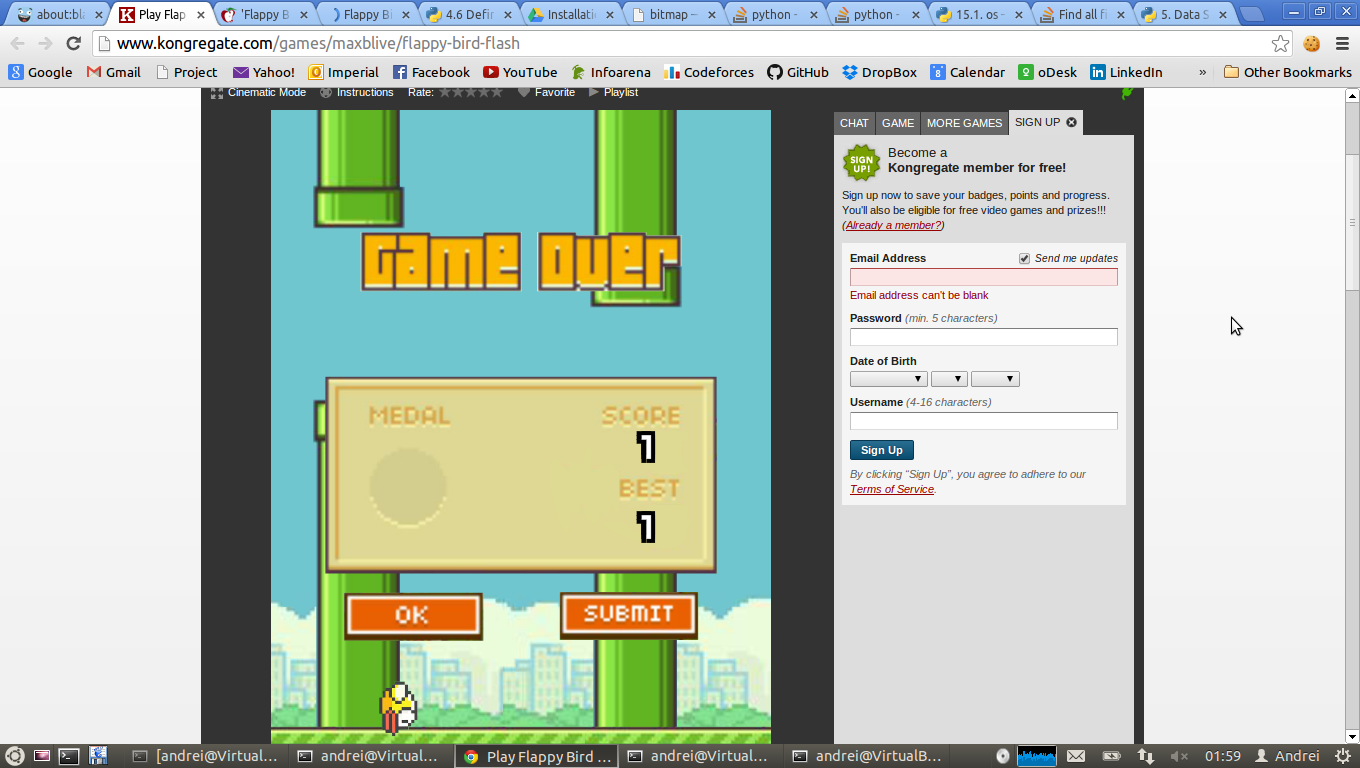 about:bla
Play Flap
'Flappy B
Flappy Bi
4.6 Defin
Installatio
bitmap –
python -
python -
15.1. os –
Find all fi
5. Data S
www.kongregate.com/games/maxblive/flappy-bird-flash
Google Gmail Project Yahoo! Imperial Facebook YouTube Infoarena Codeforces GitHub DropBox Calendar oDesk LinkedIn » Other Bookmarks
Cinematic Mode Instructions Rate: Favorite Playlist
CHAT GAME MORE GAMES SIGN UP
SIGN UP!
Become a
Kongregate member for free!
Sign up now to save your badges, points and progress.
You'll also be eligible for free video games and prizes!!!
(Already a member?)
Email Address Send me updates
Email address can't be blank
Password (min. 5 characters)
Date of Birth
Username (4-16 characters)
Sign Up
By clicking “Sign Up”, you agree to adhere to our
Terms of Service.
Game Over
MEDAL SCORE
1
BEST
1
OK SUBMIT
[andrei@Virtual... andrei@Virtual... Play Flappy Bird ... andrei@Virtual... andrei@VirtualB... 01:59 Andrei